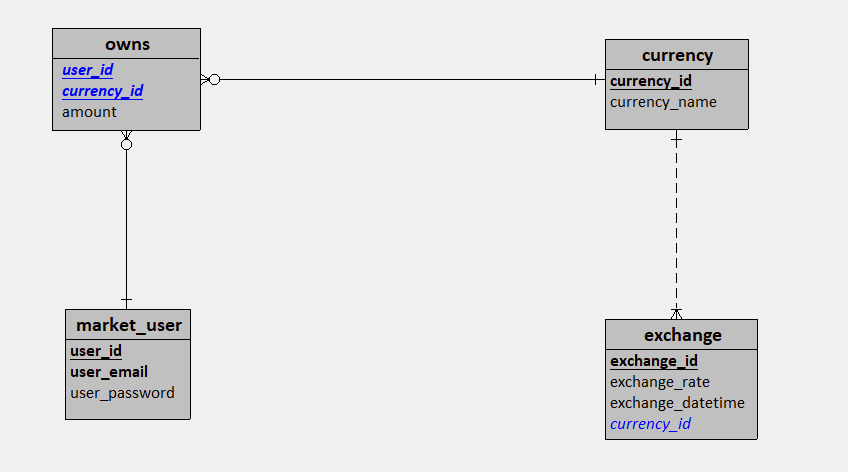 owns
user_id
currency_id
amount
currency
currency_id
currency_name
market_user
user_id
user_email
user_password
exchange
exchange_id
exchange_rate
exchange_datetime
currency_id